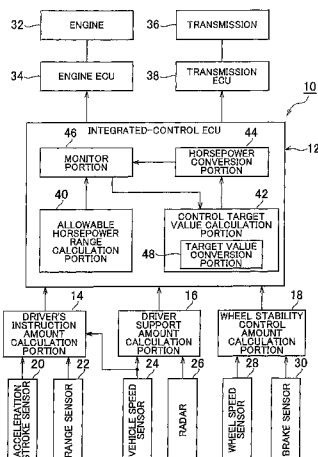 32
ENGINE
36
TRANSMISSION
34
ENGINE ECU
38
TRANSMISSION
ECU
10
INTEGRATED-CONTROL ECU
12
46
MONITOR
PORTION
44
HORSEPOWER
CONVERSION
PORTION
40
ALLOWABLE
HORSEPOWER
RANGE
CALCULATION
PORTION
42
CONTROL TARGET
VALUE CALCULATION
PORTION
48
TARGET VALUE
CONVERSION
PORTION
14
DRIVER'S
INSTRUCTION
AMOUNT
CALCULATION
PORTION
16
DRIVER
SUPPORT
AMOUNT
CALCULATION
PORTION
18
WHEEL STABILITY
CONTROL
AMOUNT
CALCULATION
PORTION
20
ACCELERATION
STROKE SENSOR
22
RANGE SENSOR
24
VEHICLE SPEED
SENSOR
26
RADAR
28
WHEEL SPEED
SENSOR
30
BRAKE SENSOR